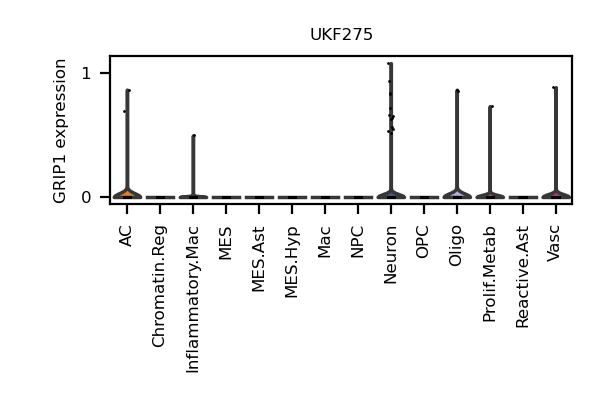 UKF275
GRIP1 expression
1
0
AC
Chromatin.Reg
Inflammatory.Mac
MES
MES.Ast
MES.Hyp
Mac
NPC
Neuron
OPC
Oligo
Prolif.Metab
Reactive.Ast
Vasc